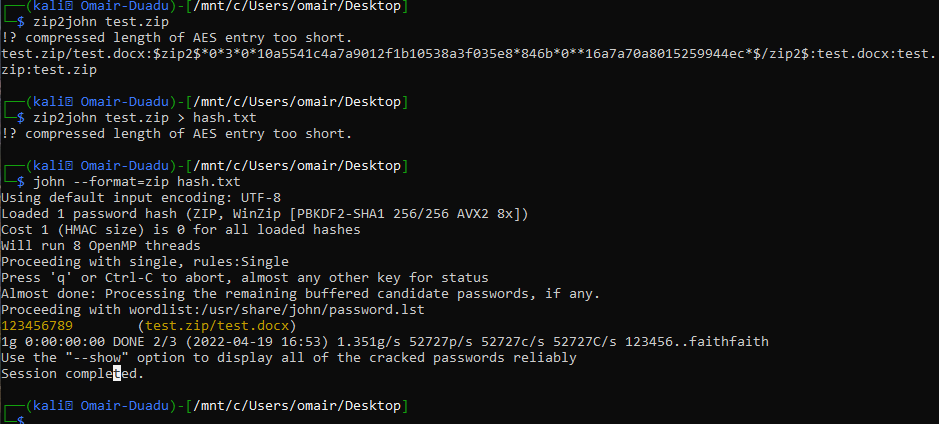 ┌──(kali⃣ Omair-Duadu)-[/mnt/c/Users/omair/Desktop]
└─$ zip2john test.zip
!? compressed length of AES entry too short.
test.zip/test.docx:$zip2$*0*3*0*10a5541c4a7a9012f1b10538a3f035e8*846b*0**16a7a70a8015259944ec*$/zip2$:test.docx:test.
zip:test.zip
┌──(kali Omair-Duadu)-[/mnt/c/Users/omair/Desktop]
└─$ zip2john test.zip > hash.txt
!? compressed length of AES entry too short.
┌──(kali Omair-Duadu)-[/mnt/c/Users/omair/Desktop]
└─$ john --format=zip hash.txt
Using default input encoding: UTF-8
Loaded 1 password hash (ZIP, WinZip [PBKDF2-SHA1 256/256 AVX2 8x])
Cost 1 (HMAC size) is 0 for all loaded hashes
Will run 8 OpenMP threads
Proceeding with single, rules:Single
Press 'q' or Ctrl-C to abort, almost any other key for status
Almost done: Processing the remaining buffered candidate passwords, if any.
Proceeding with wordlist:/usr/share/john/password.lst
123456789        (test.zip/test.docx)
1g 0:00:00:00 DONE 2/3 (2022-04-19 16:53) 1.351g/s 52727p/s 52727c/s 52727C/s 123456..faithfaith
Use the "--show" option to display all of the cracked passwords reliably
Session completed.
┌──(kali Omair-Duadu)-[/mnt/c/Users/omair/Desktop]
└─$